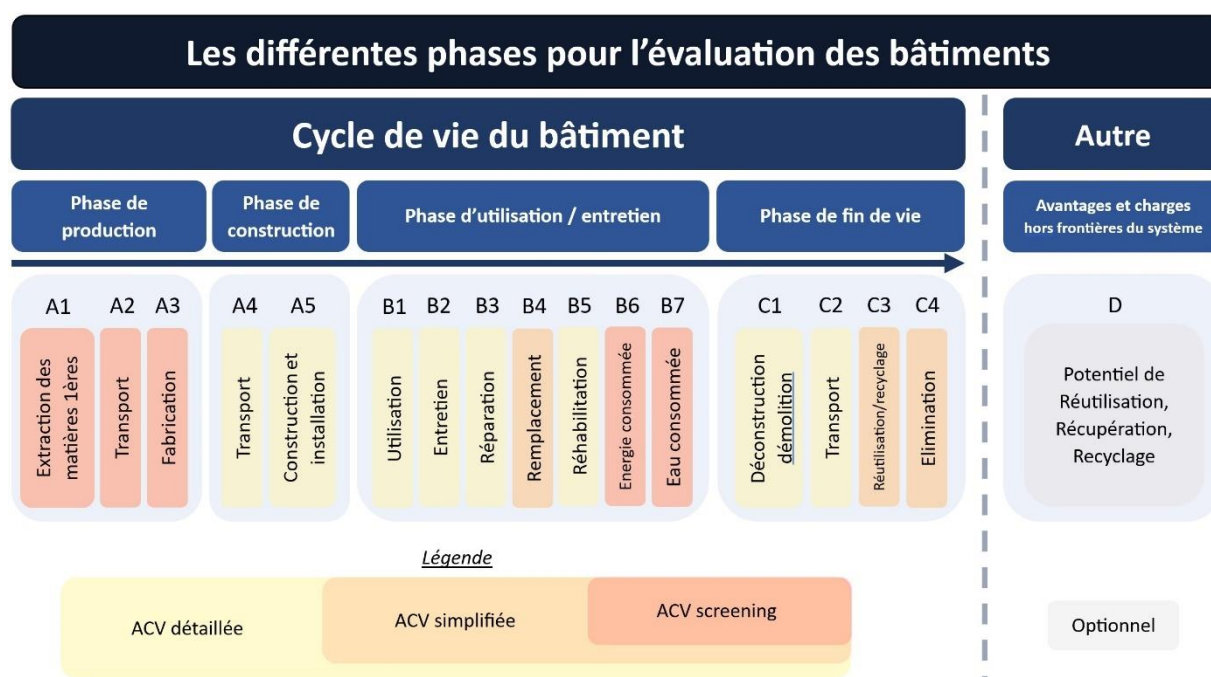 Les différentes phases pour l’évaluation des bâtiments
Cycle de vie du bâtiment
Autre
Phase de
production
Phase de
construction
Phase d’utilisation / entretien
Phase de fin de vie
Avantages et charges
hors frontières du système
A1
A2
A3
A4
A5
B1
B2
B3
B4
B5
B6
B7
C1
C2
C3
C4
D
Extraction des
matières 1ères
Transport
Fabrication
Transport
Construction et
installation
Utilisation
Entretien
Réparation
Remplacement
Réhabilitation
Energie consommée
Eau consommée
Déconstruction
démolition
Transport
Réutilisation/recyclage
Elimination
Potentiel de
Réutilisation,
Récupération,
Recyclage
Légende
ACV détaillée
ACV simplifiée
ACV screening
Optionnel